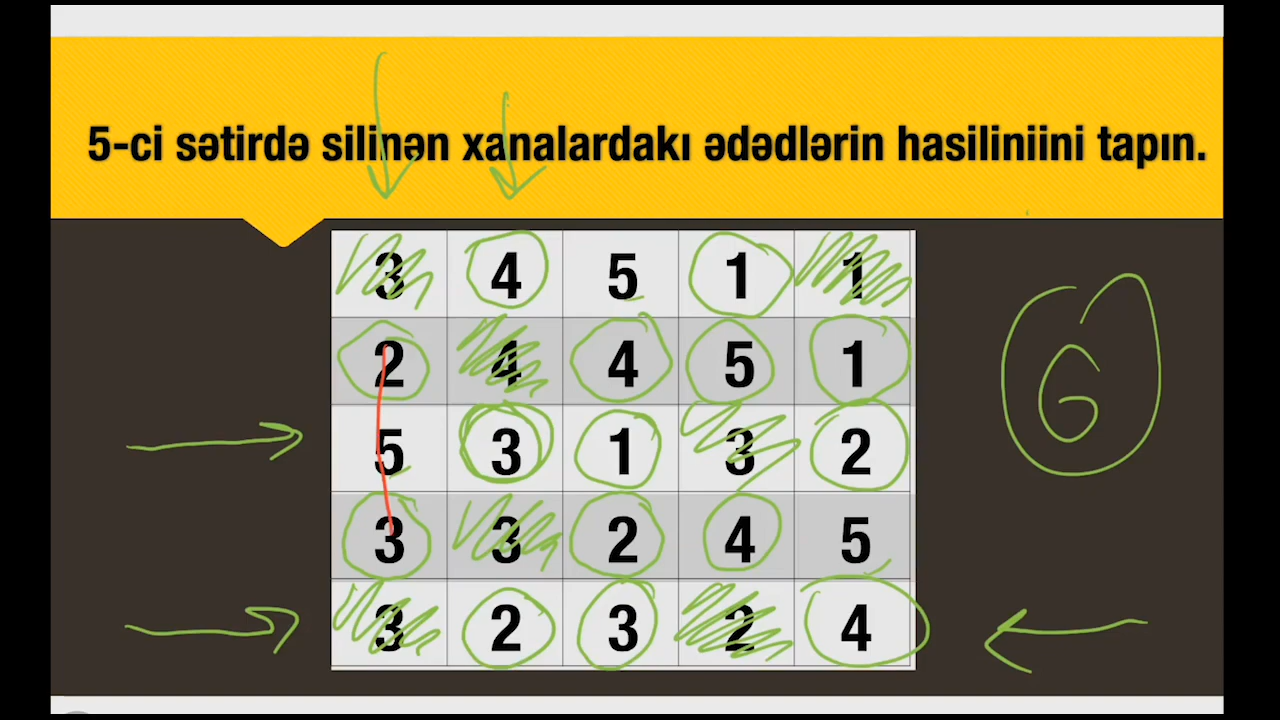 5-ci sətirdə silinən xanalardakı ədədlərin hasiliniini tapın.
3 4 5 1 1
2 4 4 5 1
5 3 1 3 2
3 3 2 4 5
3 2 3 2 4
6